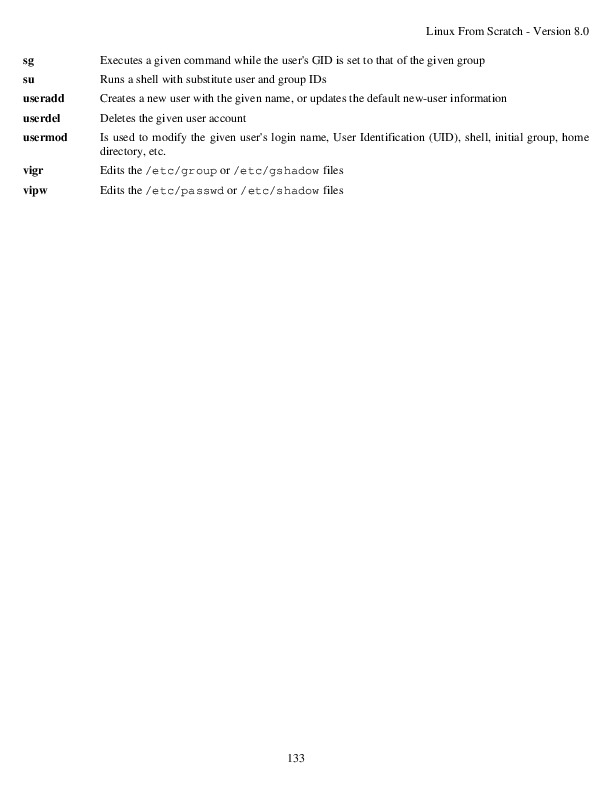 Linux From Scratch - Version 8.0
sg Executes a given command while the user's GID is set to that of the given group
su Runs a shell with substitute user and group IDs
useradd Creates a new user with the given name, or updates the default new-user information
userdel Deletes the given user account
usermod Is used to modify the given user's login name, User Identification (UID), shell, initial group, home
directory, etc.
vigr Edits the /etc/group or /etc/gshadow files
vipw Edits the /etc/passwd or /etc/shadow files
133